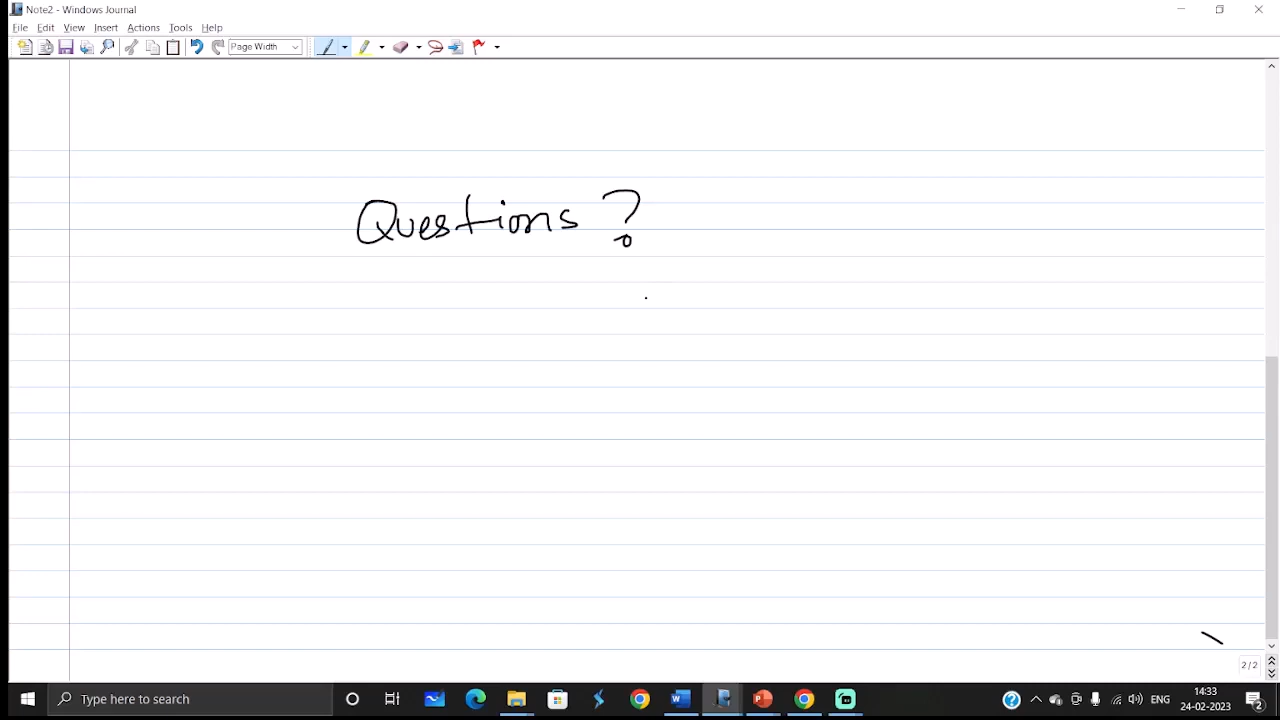 Note2 - Windows Journal
File Edit View Insert Actions Tools Help
Page Width
Questions ?
2/2
Type here to search
ENG
14:33
24-02-2023
2